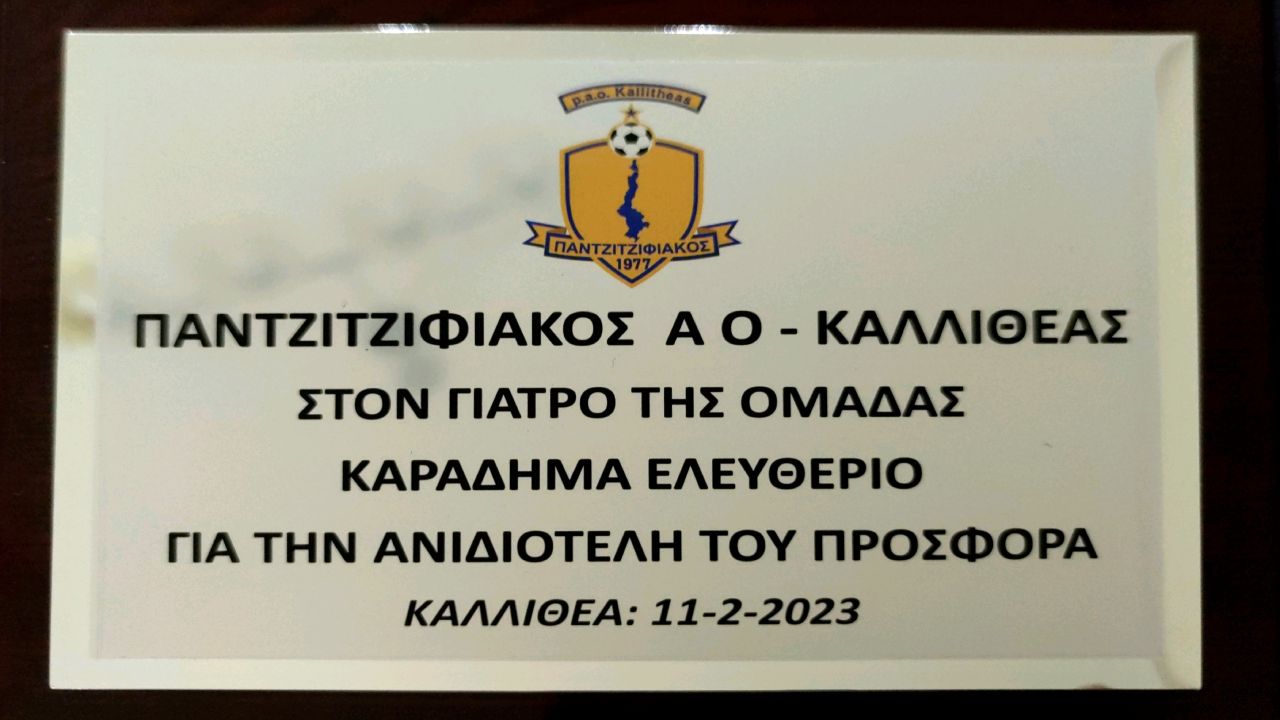 p.a.o. Kallitheas
ΠΑΝΤΖΙΤΖΙΦΙΑΚΟΣ
1977
ΠΑΝΤΖΙΤΖΙΦΙΑΚΟΣ Α Ο - ΚΑΛΛΙΘΕΑΣ
ΣΤΟΝ ΓΙΑΤΡΟ ΤΗΣ ΟΜΑΔΑΣ
ΚΑΡΑΔΗΜΑ ΕΛΕΥΘΕΡΙΟ
ΓΙΑ ΤΗΝ ΑΝΙΔΙΟΤΕΛΗ ΤΟΥ ΠΡΟΣΦΟΡΑ
ΚΑΛΛΙΘΕΑ: 11-2-2023